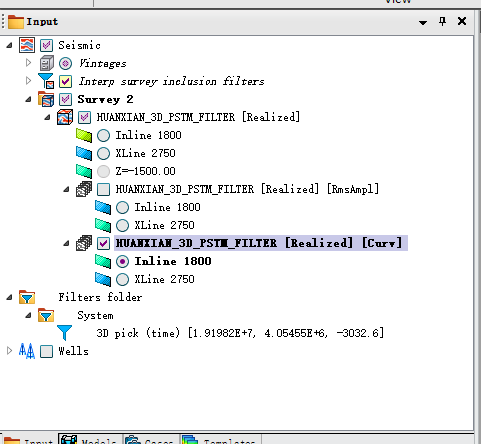 View
Input
Seismic
Vintages
Interp survey inclusion filters
Survey 2
HUANXIAN_3D_PSTM_FILTER [Realized]
Inline 1800
XLine 2750
Z=-1500.00
HUANXIAN_3D_PSTM_FILTER [Realized] [RmsAmpl]
Inline 1800
XLine 2750
HUANXIAN_3D_PSTM_FILTER [Realized] [Curv]
Inline 1800
XLine 2750
Filters folder
System
3D pick (time) [1.91982E+7, 4.05455E+6, -3032.6]
Wells
Input Models Cases Templates